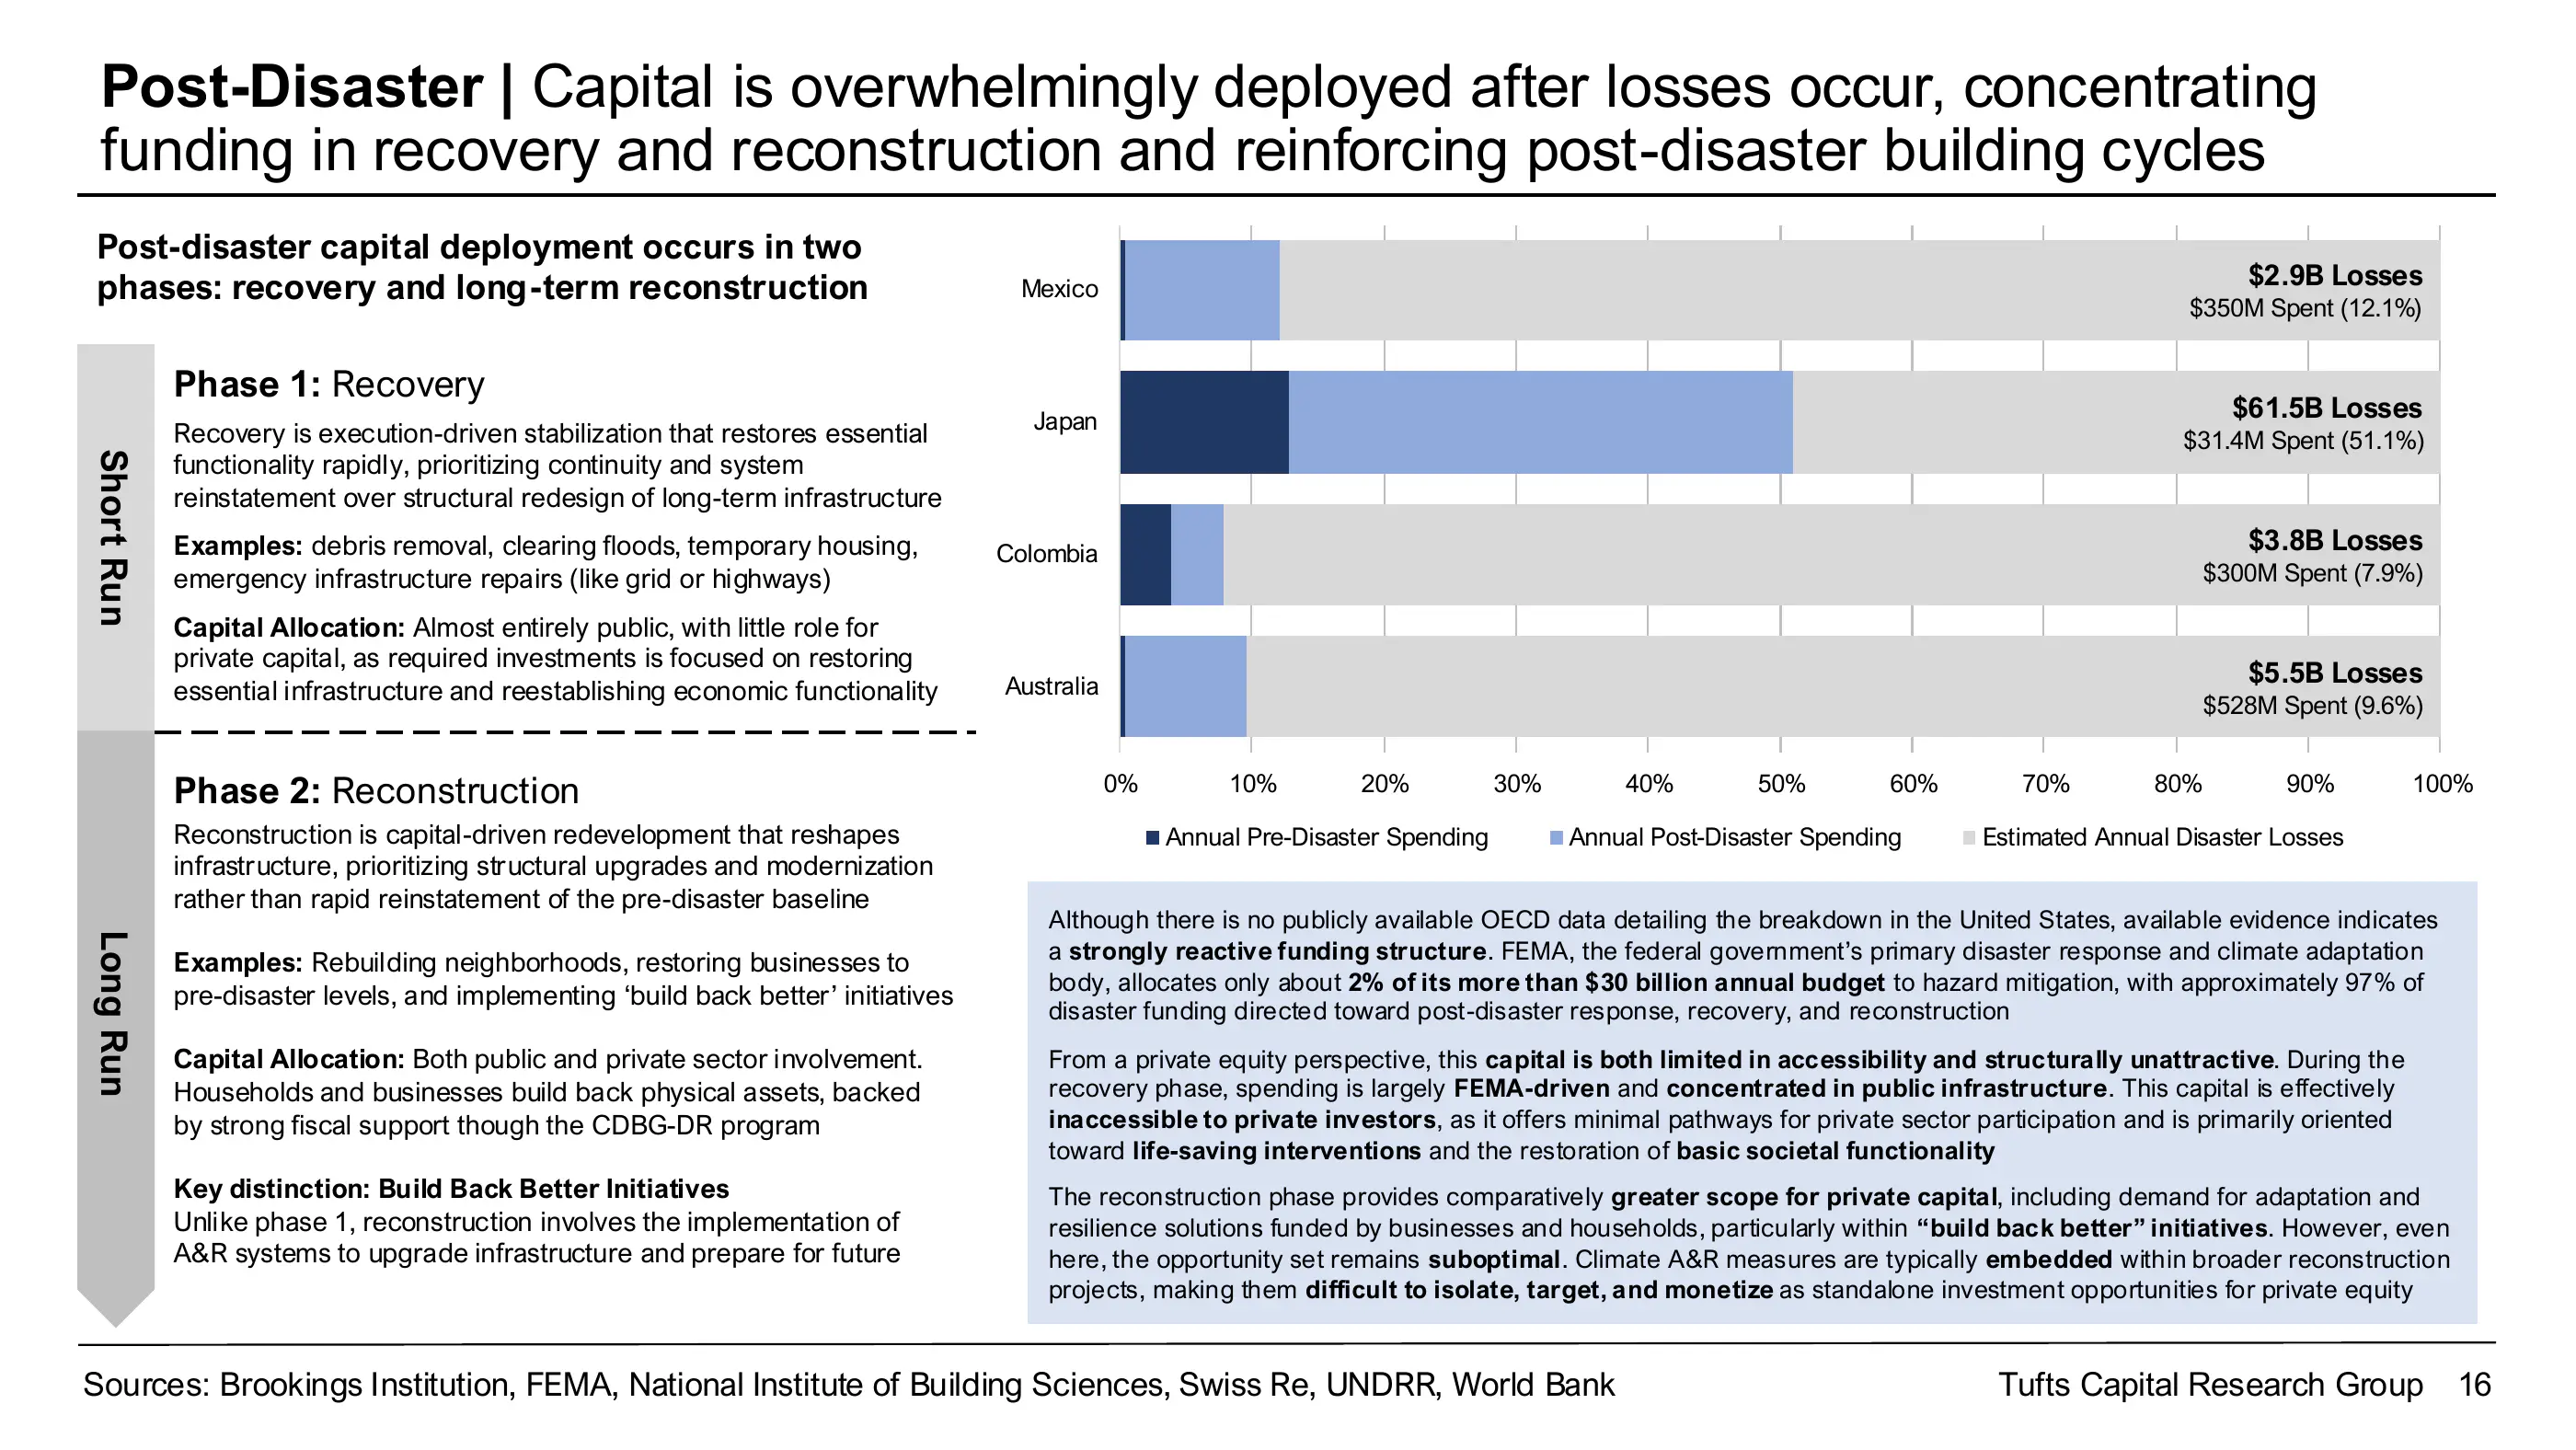 Post-Disaster | Capital is overwhelmingly deployed after losses occur, concentrating
funding in recovery and reconstruction and reinforcing post-disaster building cycles
Post-disaster capital deployment occurs in two
phases: recovery and long-term reconstruction
Short Run
Phase 1: Recovery
Recovery is execution-driven stabilization that restores essential
functionality rapidly, prioritizing continuity and system
reinstatement over structural redesign of long-term infrastructure
Examples: debris removal, clearing floods, temporary housing,
emergency infrastructure repairs (like grid or highways)
Capital Allocation: Almost entirely public, with little role for
private capital, as required investments is focused on restoring
essential infrastructure and reestablishing economic functionality
Long Run
Phase 2: Reconstruction
Reconstruction is capital-driven redevelopment that reshapes
infrastructure, prioritizing structural upgrades and modernization
rather than rapid reinstatement of the pre-disaster baseline
Examples: Rebuilding neighborhoods, restoring businesses to
pre-disaster levels, and implementing ‘build back better’ initiatives
Capital Allocation: Both public and private sector involvement.
Households and businesses build back physical assets, backed
by strong fiscal support though the CDBG-DR program
Key distinction: Build Back Better Initiatives
Unlike phase 1, reconstruction involves the implementation of
A&R systems to upgrade infrastructure and prepare for future
Mexico
$2.9B Losses
$350M Spent (12.1%)
Japan
$61.5B Losses
$31.4M Spent (51.1%)
Colombia
$3.8B Losses
$300M Spent (7.9%)
Australia
$5.5B Losses
$528M Spent (9.6%)
0% 10% 20% 30% 40% 50% 60% 70% 80% 90% 100%
Annual Pre-Disaster Spending Annual Post-Disaster Spending Estimated Annual Disaster Losses
Although there is no publicly available OECD data detailing the breakdown in the United States, available evidence indicates
a strongly reactive funding structure. FEMA, the federal government’s primary disaster response and climate adaptation
body, allocates only about 2% of its more than $30 billion annual budget to hazard mitigation, with approximately 97% of
disaster funding directed toward post-disaster response, recovery, and reconstruction
From a private equity perspective, this capital is both limited in accessibility and structurally unattractive. During the
recovery phase, spending is largely FEMA-driven and concentrated in public infrastructure. This capital is effectively
inaccessible to private investors, as it offers minimal pathways for private sector participation and is primarily oriented
toward life-saving interventions and the restoration of basic societal functionality
The reconstruction phase provides comparatively greater scope for private capital, including demand for adaptation and
resilience solutions funded by businesses and households, particularly within “build back better” initiatives. However, even
here, the opportunity set remains suboptimal. Climate A&R measures are typically embedded within broader reconstruction
projects, making them difficult to isolate, target, and monetize as standalone investment opportunities for private equity
Sources: Brookings Institution, FEMA, National Institute of Building Sciences, Swiss Re, UNDRR, World Bank
Tufts Capital Research Group 16